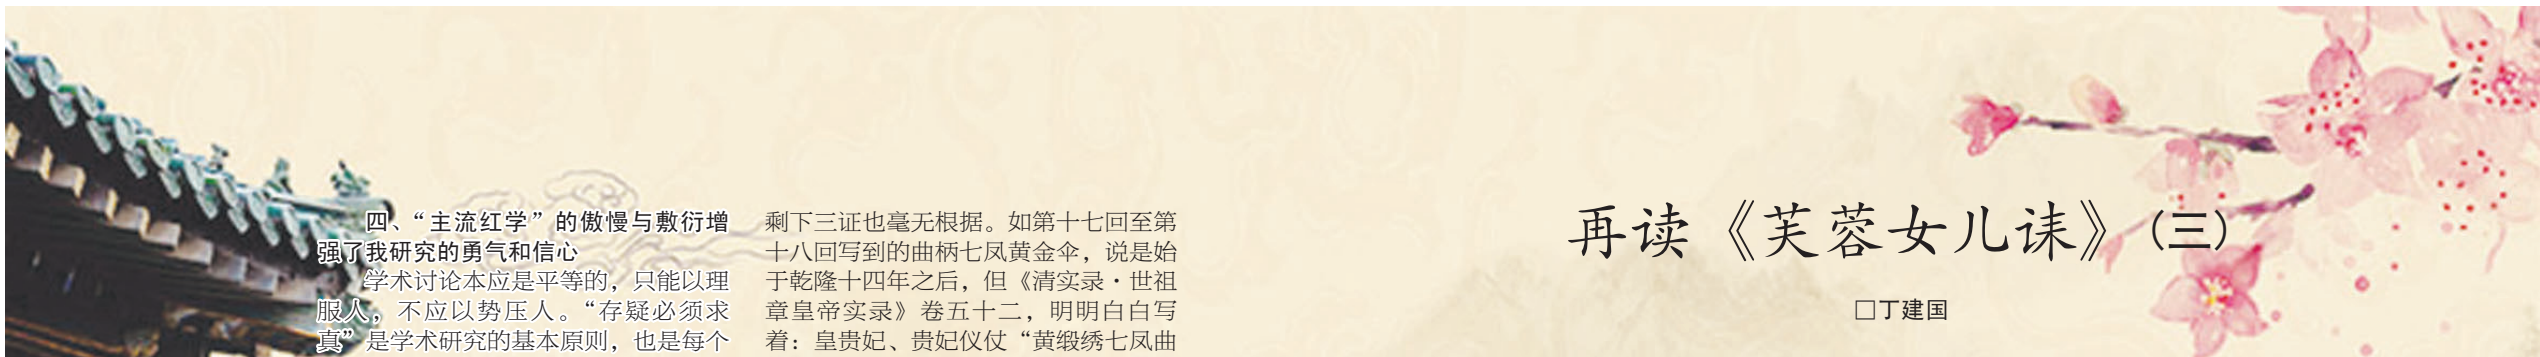 再读《芙蓉女儿诔》（三）
□丁建国
四、“主流红学”的傲慢与敷衍增
强了我研究的勇气和信心
学术讨论本应是平等的，只能以理
服人，不应以势压人。“存疑必须求
真”是学术研究的基本原则，也是每个
剩下三证也毫无根据。如第十七回至第
十八回写到的曲柄七凤黄金伞，说是始
于乾隆十四年之后，但《清实录·世祖
章皇帝实录》卷五十二，明明白白写
着：皇贵妃、贵妃仪仗“黄缎绣七凤曲